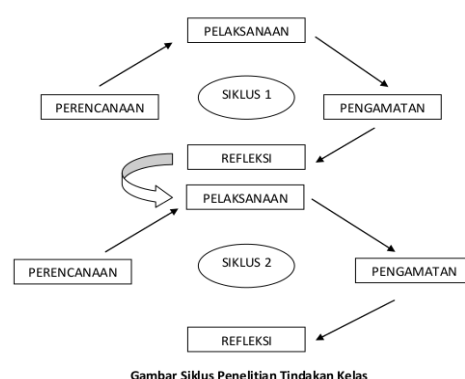 PELAKSANAAN
SIKLUS 1
PERENCANAAN
PENGAMATAN
REFLEKSI
PELAKSANAAN
SIKLUS 2
PERENCANAAN
PENGAMATAN
REFLEKSI
Gambar Siklus Penelitian Tindakan Kelas